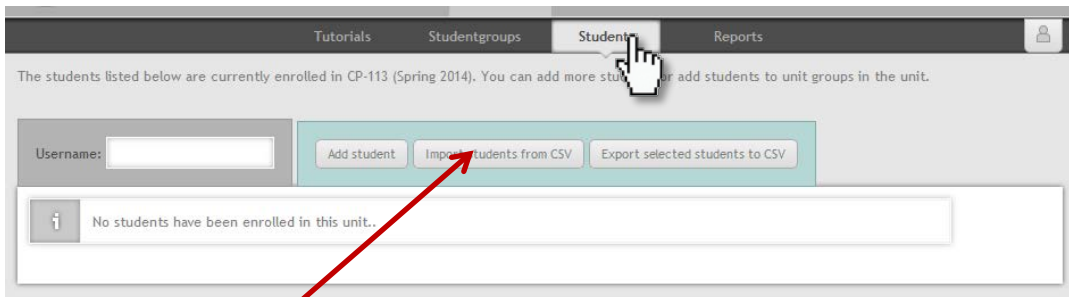 Tutorials Studentgroups Students Reports
The students listed below are currently enrolled in CP-113 (Spring 2014). You can add more students or add students to unit groups in the unit.
Username: Add student Import students from CSV Export selected students to CSV
No students have been enrolled in this unit..